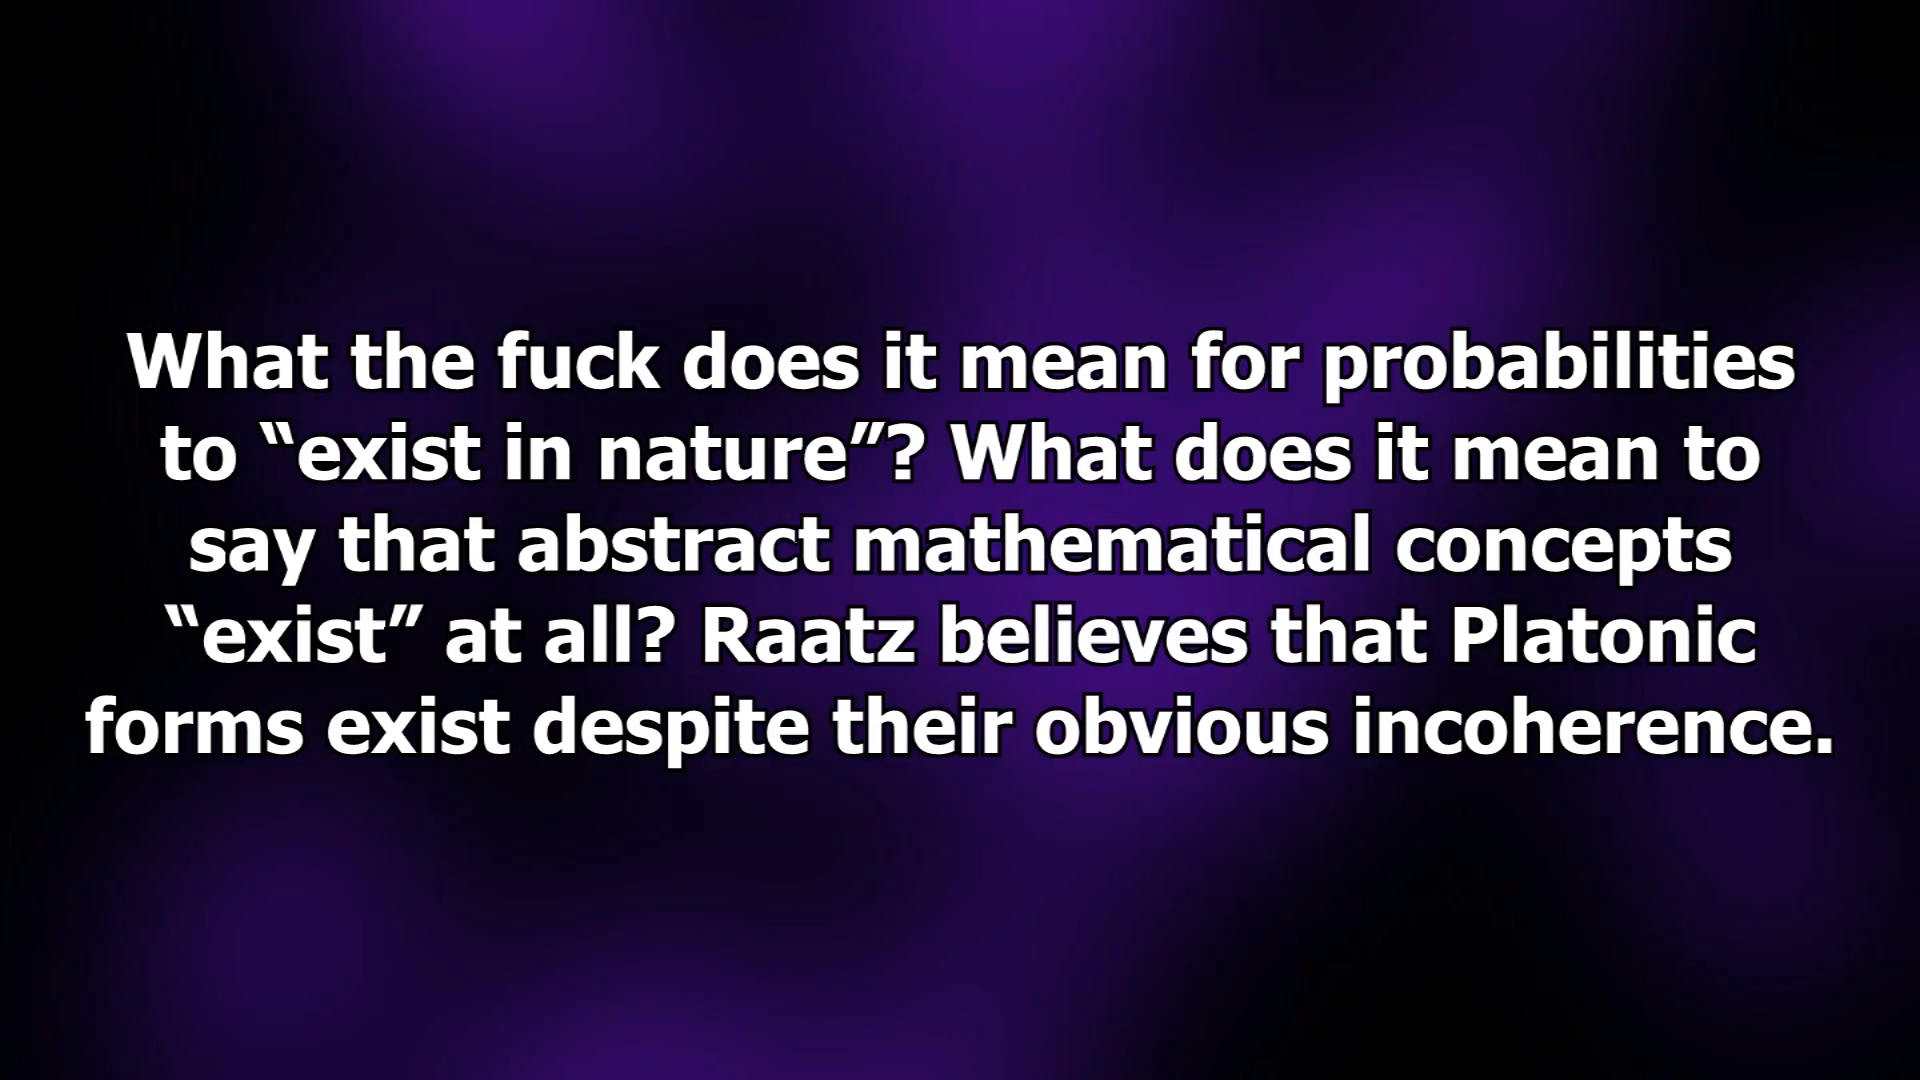 What the fuck does it mean for probabilities
to “exist in nature”? What does it mean to
say that abstract mathematical concepts
“exist” at all? Raatz believes that Platonic
forms exist despite their obvious incoherence.